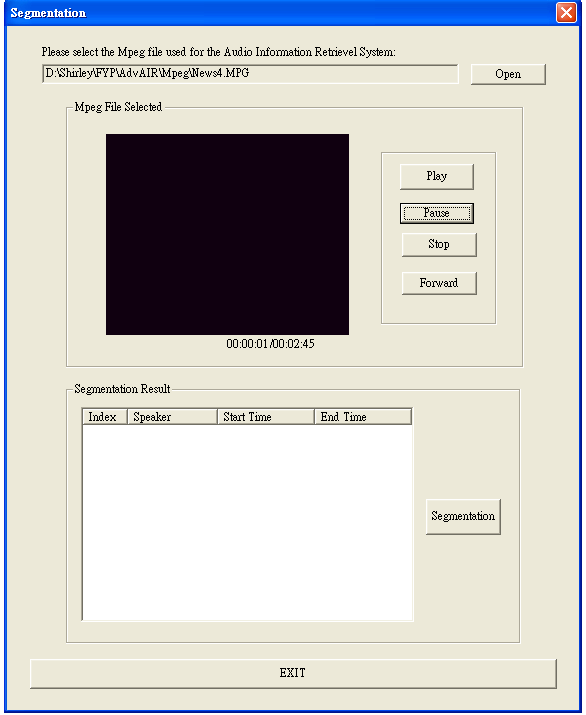 Segmentation
Please select the Mpeg file used for the Audio Information Retrievel System:
D:\Shirley\FYP\AdvAIR\Mpeg\News4.MPG
Open
Mpeg File Selected
Play
Pause
Stop
Forward
00:00:01/00:02:45
Segmentation Result
Index Speaker Start Time End Time
Segmentation
EXIT